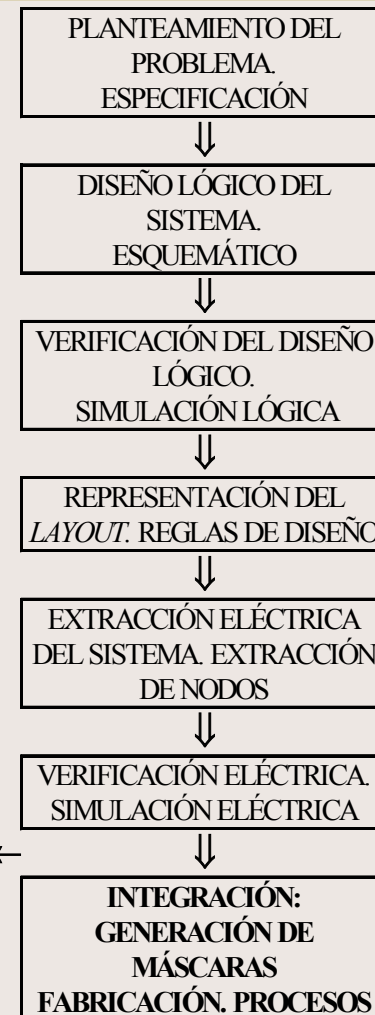 PLANTEAMIENTO DEL
PROBLEMA.
ESPECIFICACIÓN
⇓
DISEÑO LÓGICO DEL
SISTEMA.
ESQUEMÁTICO
⇓
VERIFICACIÓN DEL DISEÑO
LÓGICO.
SIMULACIÓN LÓGICA
⇓
REPRESENTACIÓN DEL
LAYOUT. REGLAS DE DISEÑO
⇓
EXTRACCIÓN ELÉCTRICA
DEL SISTEMA. EXTRACCIÓN
DE NODOS
⇓
VERIFICACIÓN ELÉCTRICA.
SIMULACIÓN ELÉCTRICA
⇓
INTEGRACIÓN:
GENERACIÓN DE
MÁSCARAS
FABRICACIÓN. PROCESOS